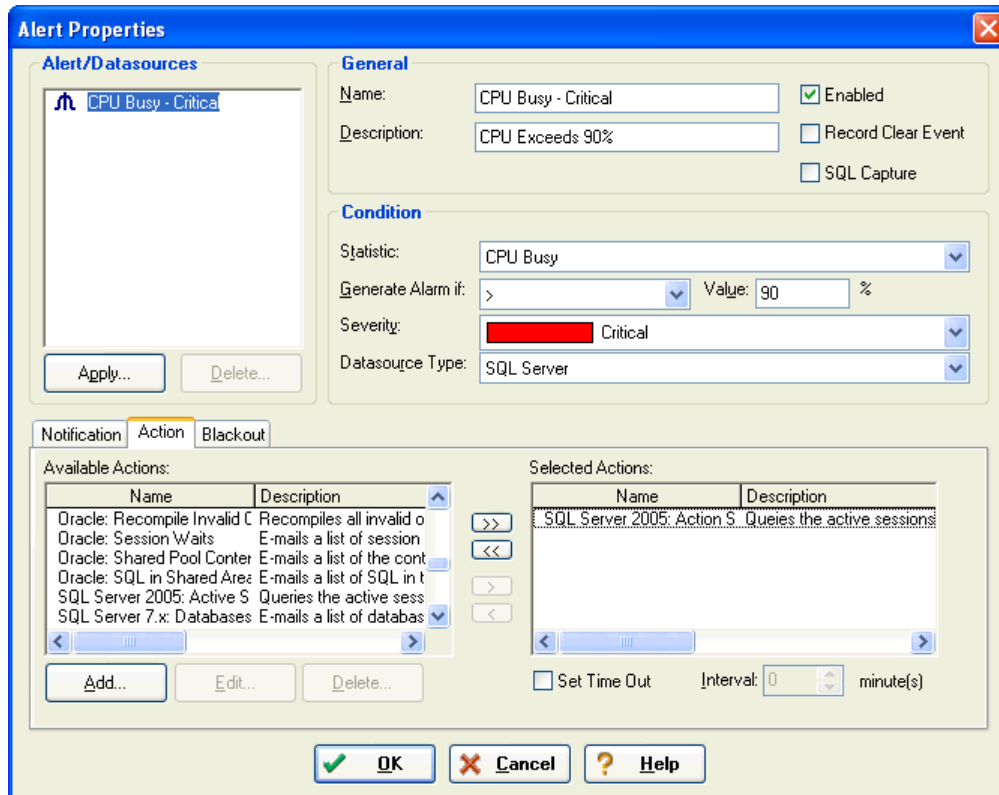 Alert Properties
Alert/Datasources
CPU Busy - Critical
Apply...
Delete...
General
Name:
CPU Busy - Critical
Enabled
Description:
CPU Exceeds 90%
Record Clear Event
SQL Capture
Condition
Statistic:
CPU Busy
Generate Alarm if:
>
Value:
90
%
Severity:
Critical
Datasource Type:
SQL Server
Notification
Action
Blackout
Available Actions:
Name Description
Oracle: Recompile Invalid C Recompiles all invalid o
Oracle: Session Waits E-mails a list of session
Oracle: Shared Pool Conter E-mails a list of the cont
Oracle: SQL in Shared Area E-mails a list of SQL in t
SQL Server 2005: Active S Queries the active sess
SQL Server 7.x: Databases E-mails a list of databas
Add...
Edit...
Delete...
>>
<<
>
<
Selected Actions:
Name Description
SQL Server 2005: Action S Queies the active sessions
Set Time Out
Interval: 0 minute(s)
OK
Cancel
? Help